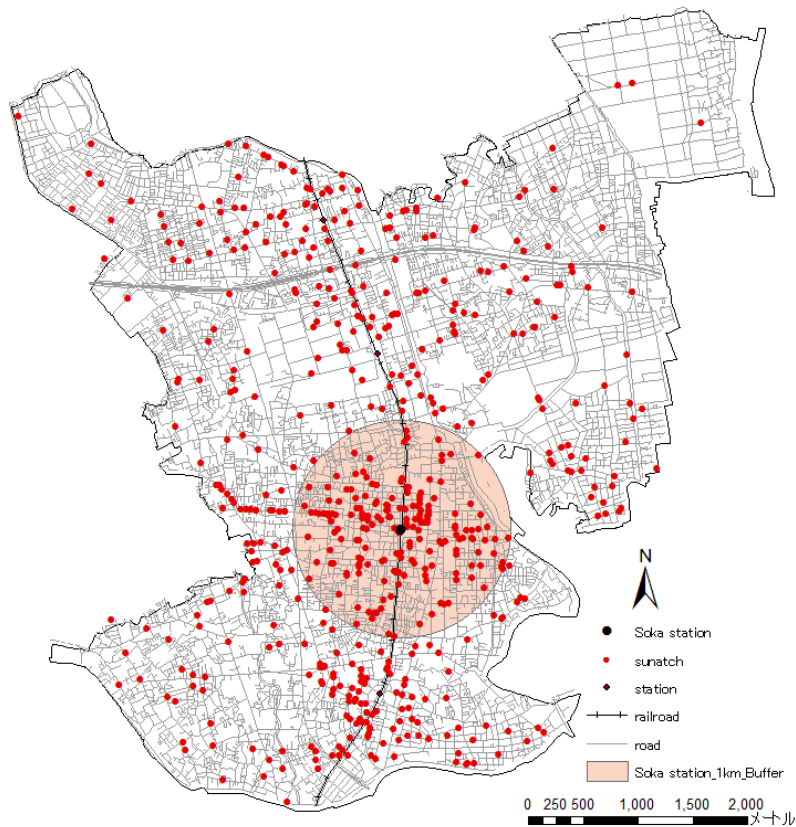 N
Soka station
sunatch
station
railroad
road
Soka station_1km_Buffer
0 250 500 1,000 1,500 2,000
メートル